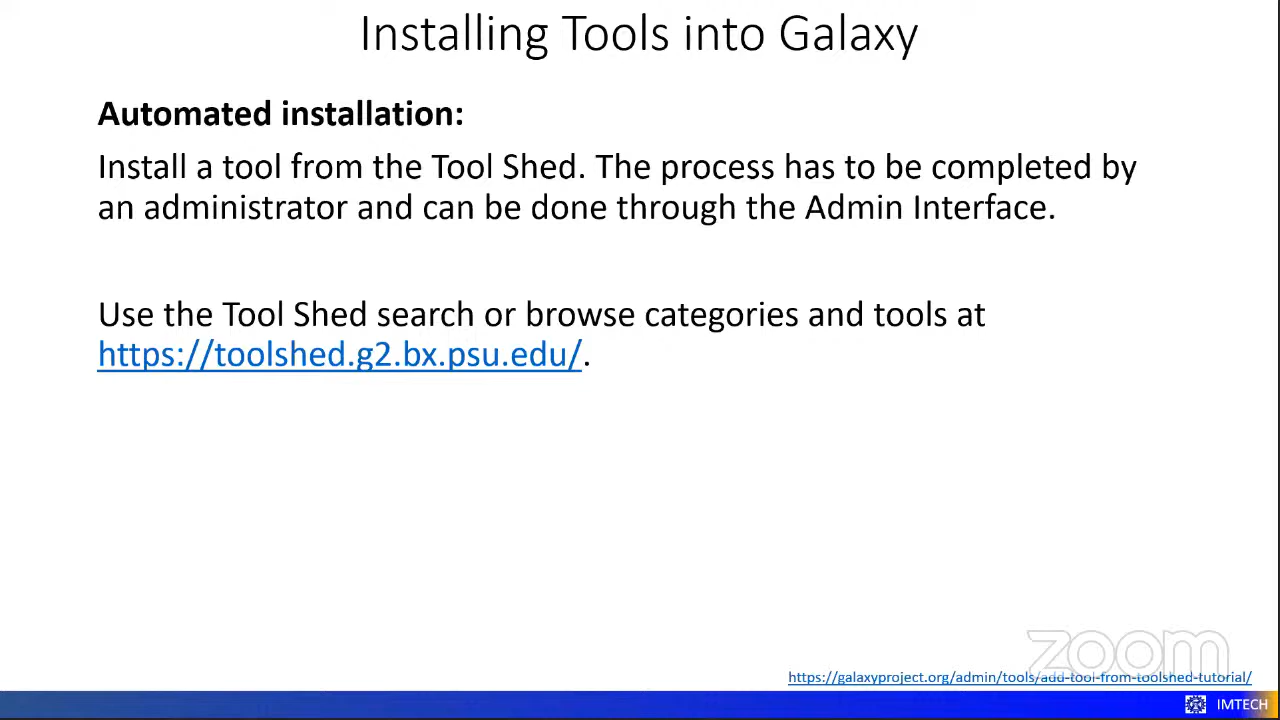 Installing Tools into Galaxy
Automated installation:
Install a tool from the Tool Shed. The process has to be completed by
an administrator and can be done through the Admin Interface.
Use the Tool Shed search or browse categories and tools at
https://toolshed.g2.bx.psu.edu/.
zoom
https://galaxyproject.org/admin/tools/add-tool-from-toolshed-tutorial/
IMTECH